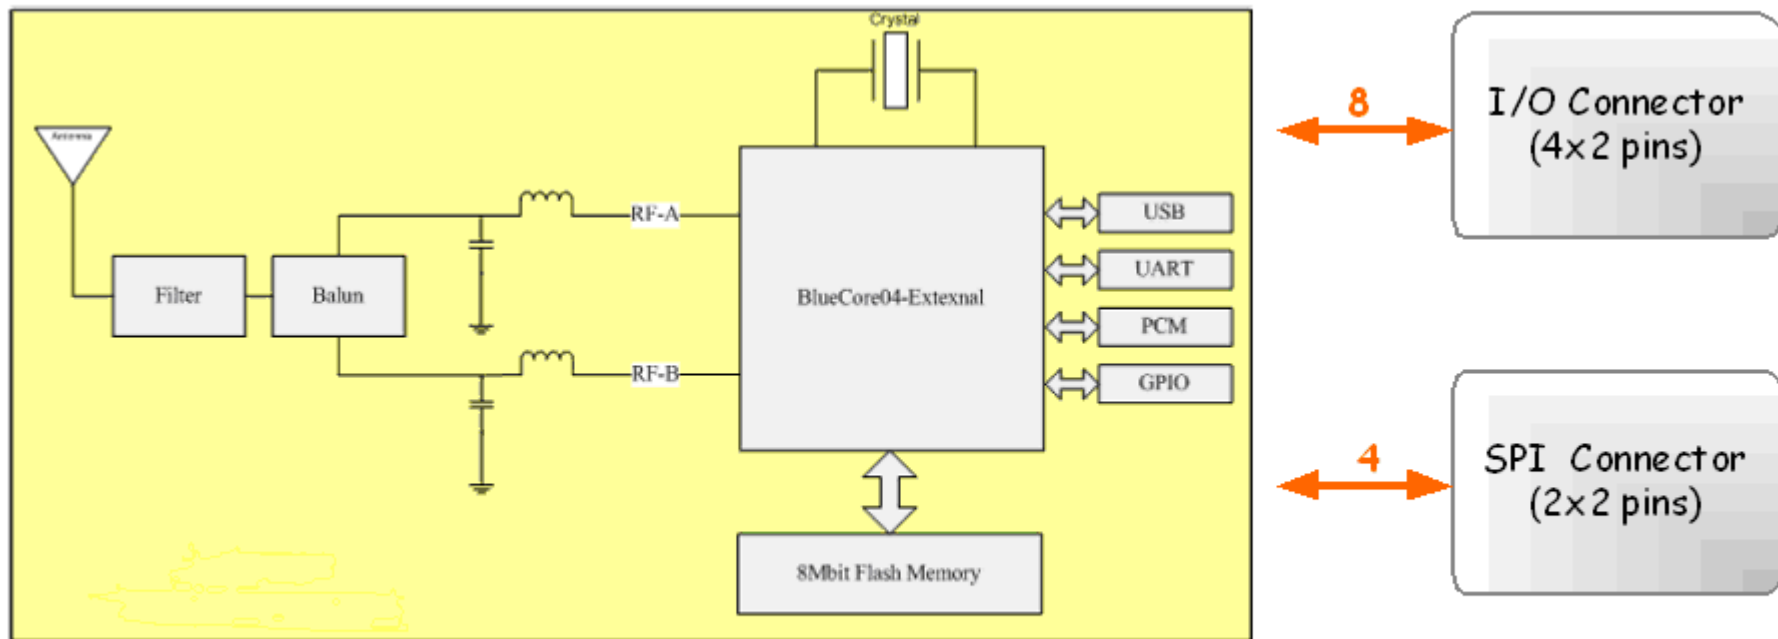 Crystal
Antenna
8
I/O Connector
(4x2 pins)
RF-A
USB
UART
Filter
Balun
BlueCore04-Extexnal
PCM
RF-B
GPIO
4
SPI Connector
(2x2 pins)
8Mbit Flash Memory